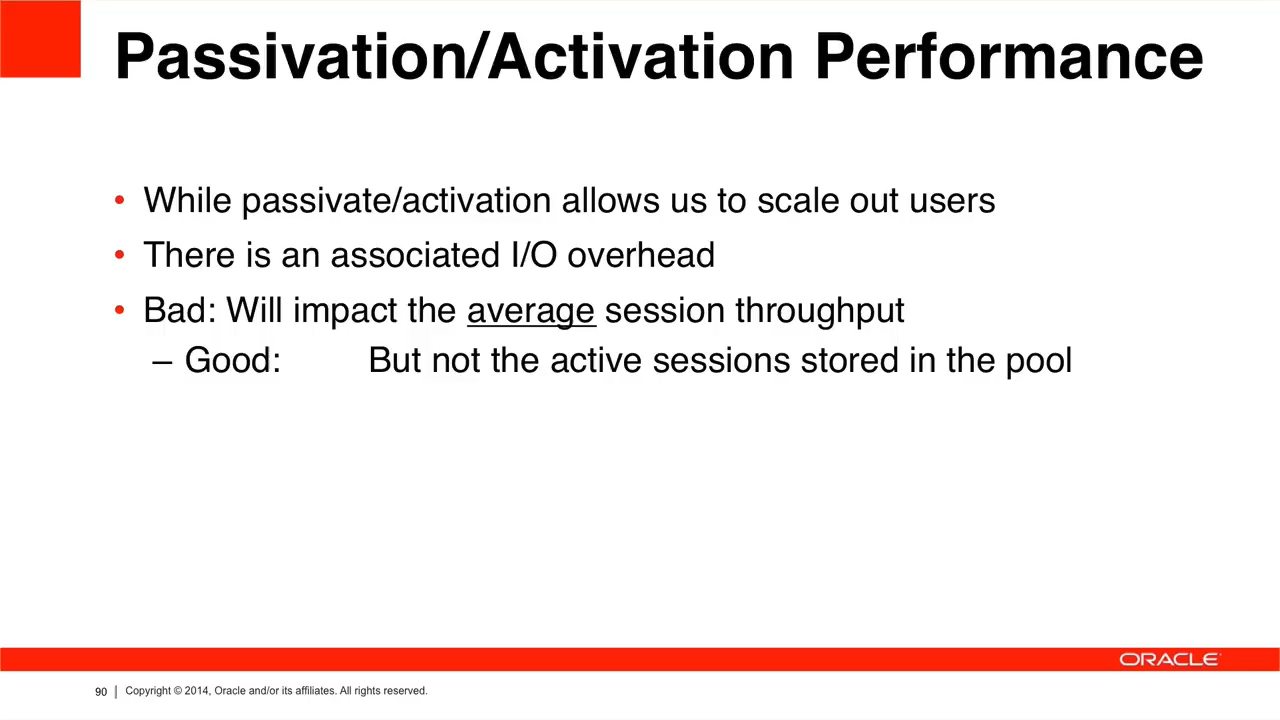 Passivation/Activation Performance
• While passivate/activation allows us to scale out users
• There is an associated I/O overhead
• Bad: Will impact the average session throughput
– Good: But not the active sessions stored in the pool
ORACLE
90 | Copyright © 2014, Oracle and/or its affiliates. All rights reserved.